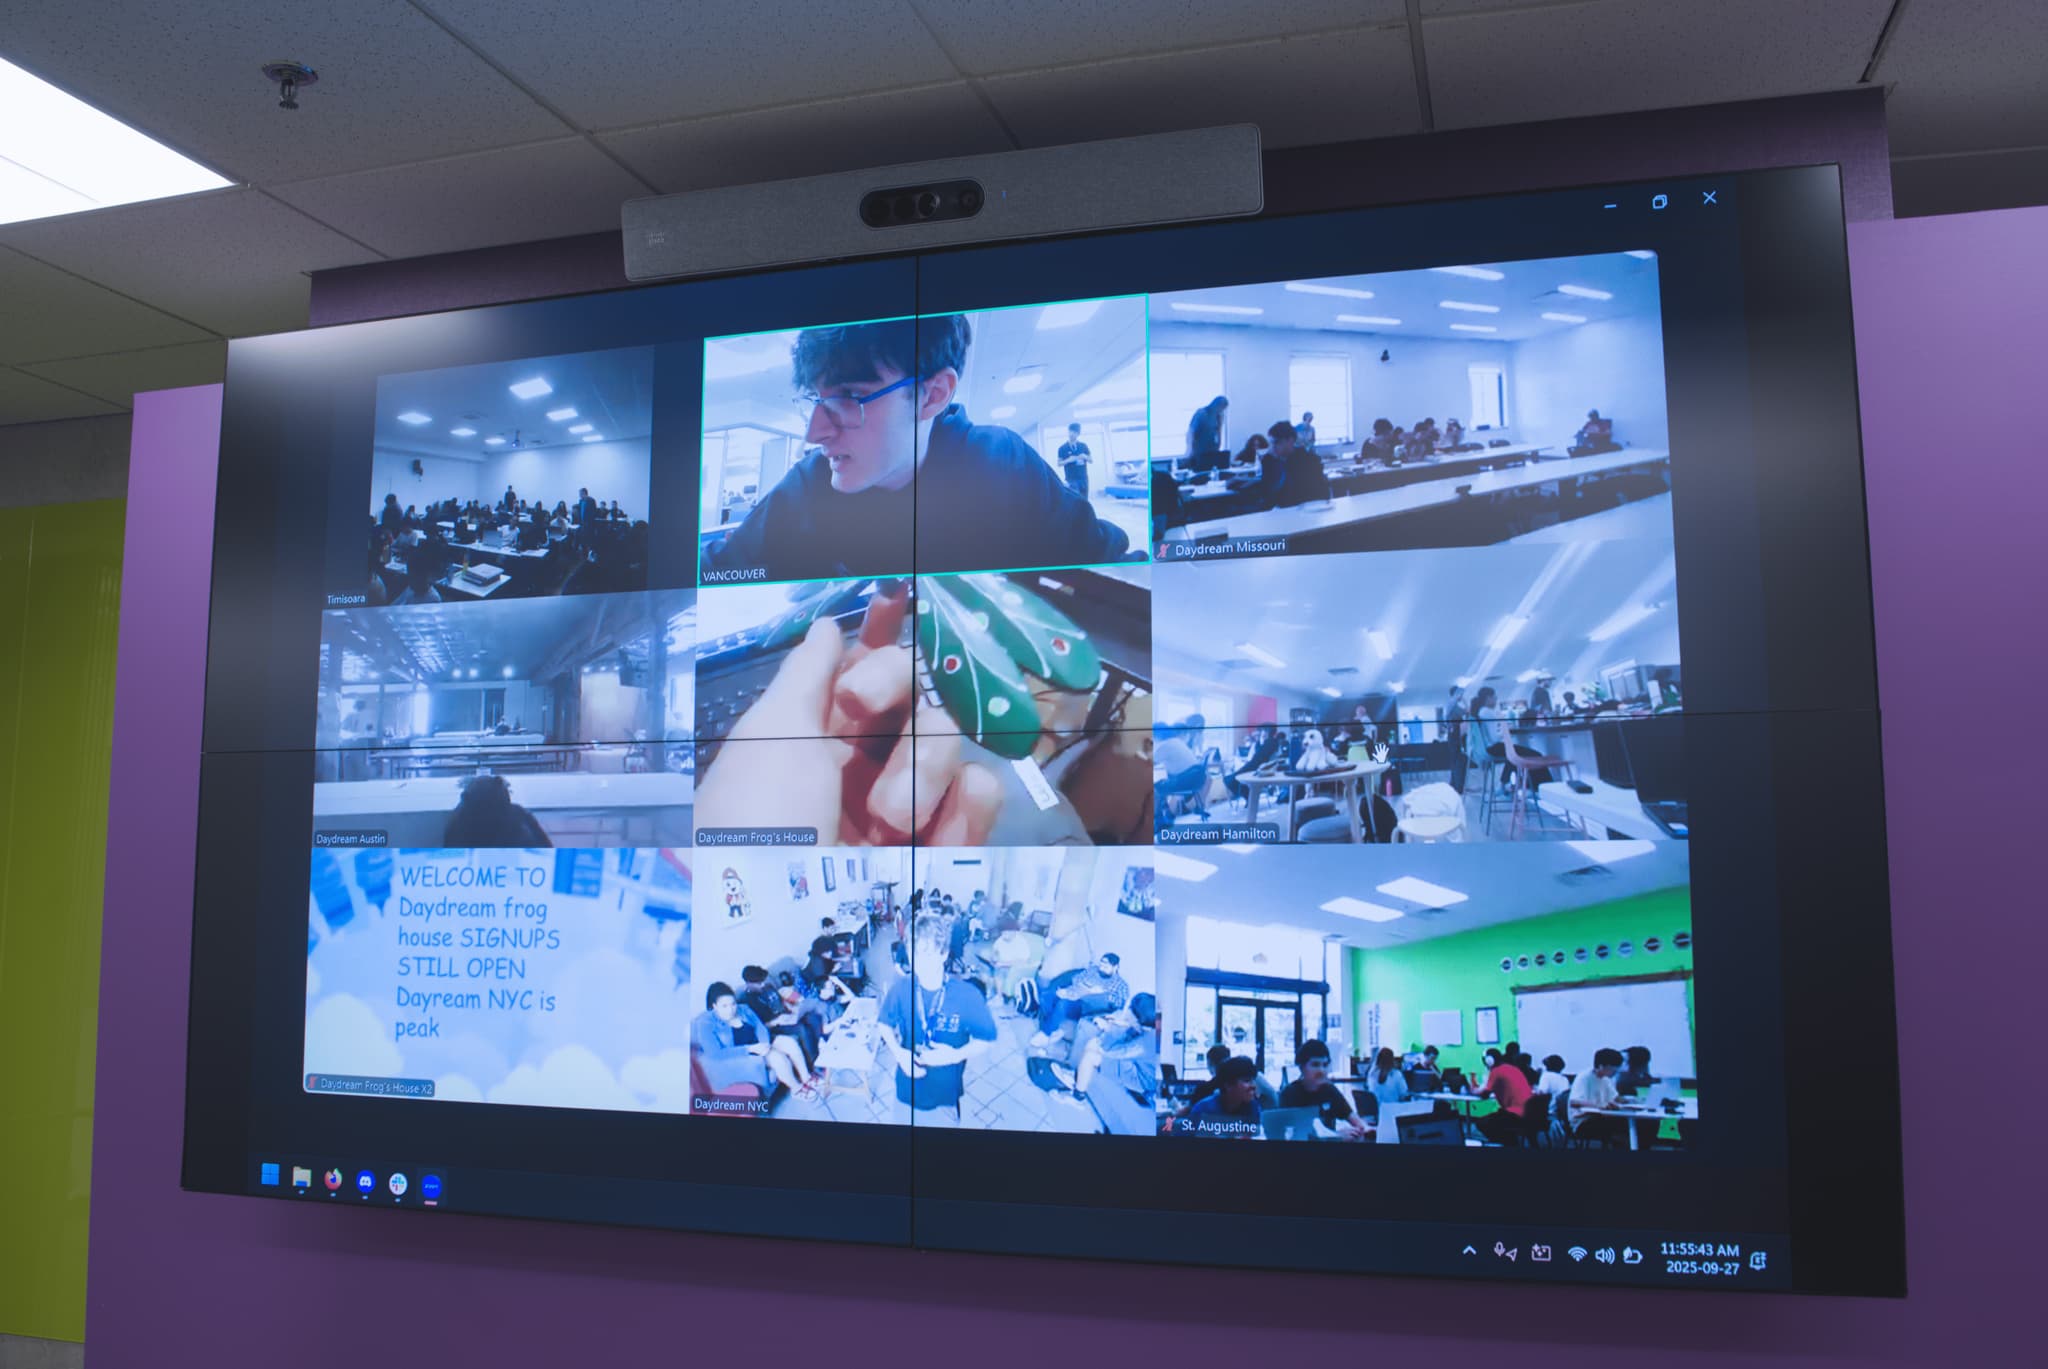 Timisoara
VANCOUVER
Daydream Missouri
Daydream Austin
Daydream Frog's House
Daydream Hamilton
WELCOME TO
Daydream frog
house SIGNUPS
STILL OPEN
Dayream NYC is
peak
Daydream Frog's House X2
Daydream NYC
St. Augustine
11:55:43 AM
2025-09-27